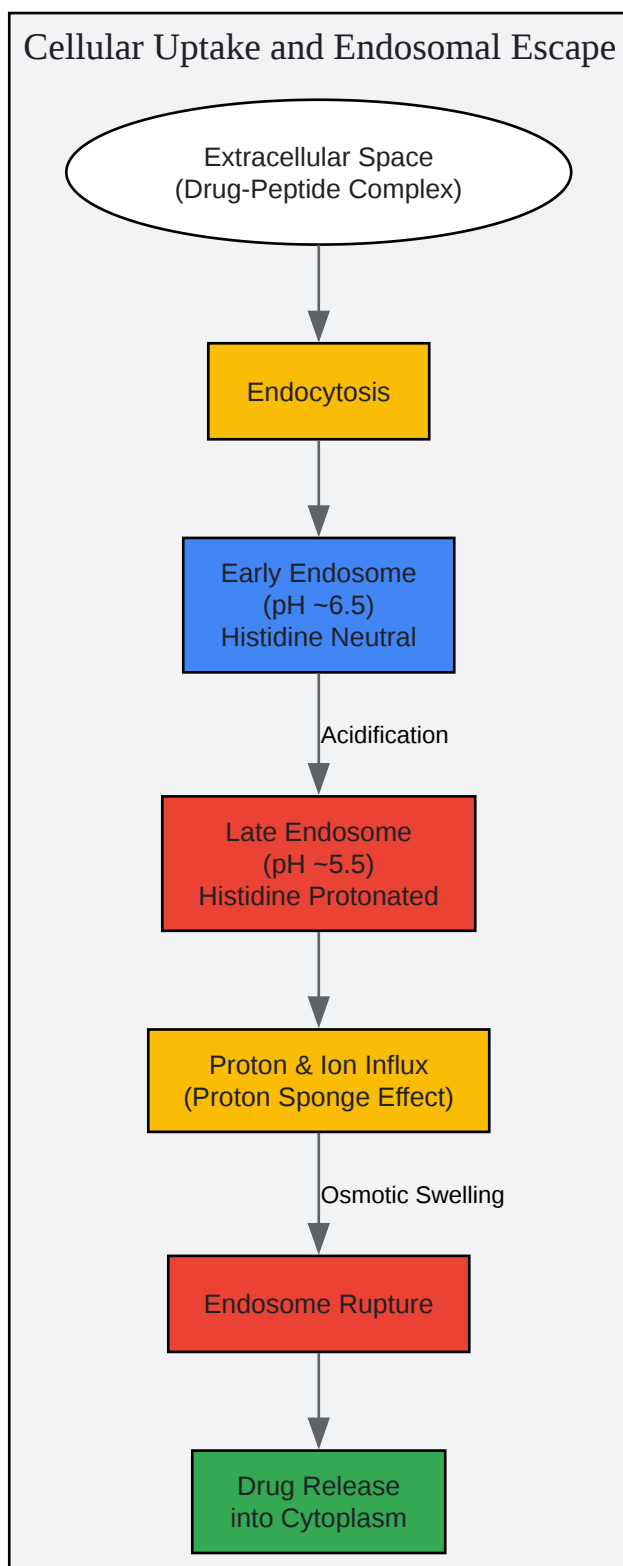 Cellular Uptake and Endosomal Escape
Extracellular Space
(Drug-Peptide Complex)
Endocytosis
Early Endosome
(pH ~6.5)
Histidine Neutral
Acidification
Late Endosome
(pH ~5.5)
Histidine Protonated
Proton & Ion Influx
(Proton Sponge Effect)
Osmotic Swelling
Endosome Rupture
Drug Release
into Cytoplasm